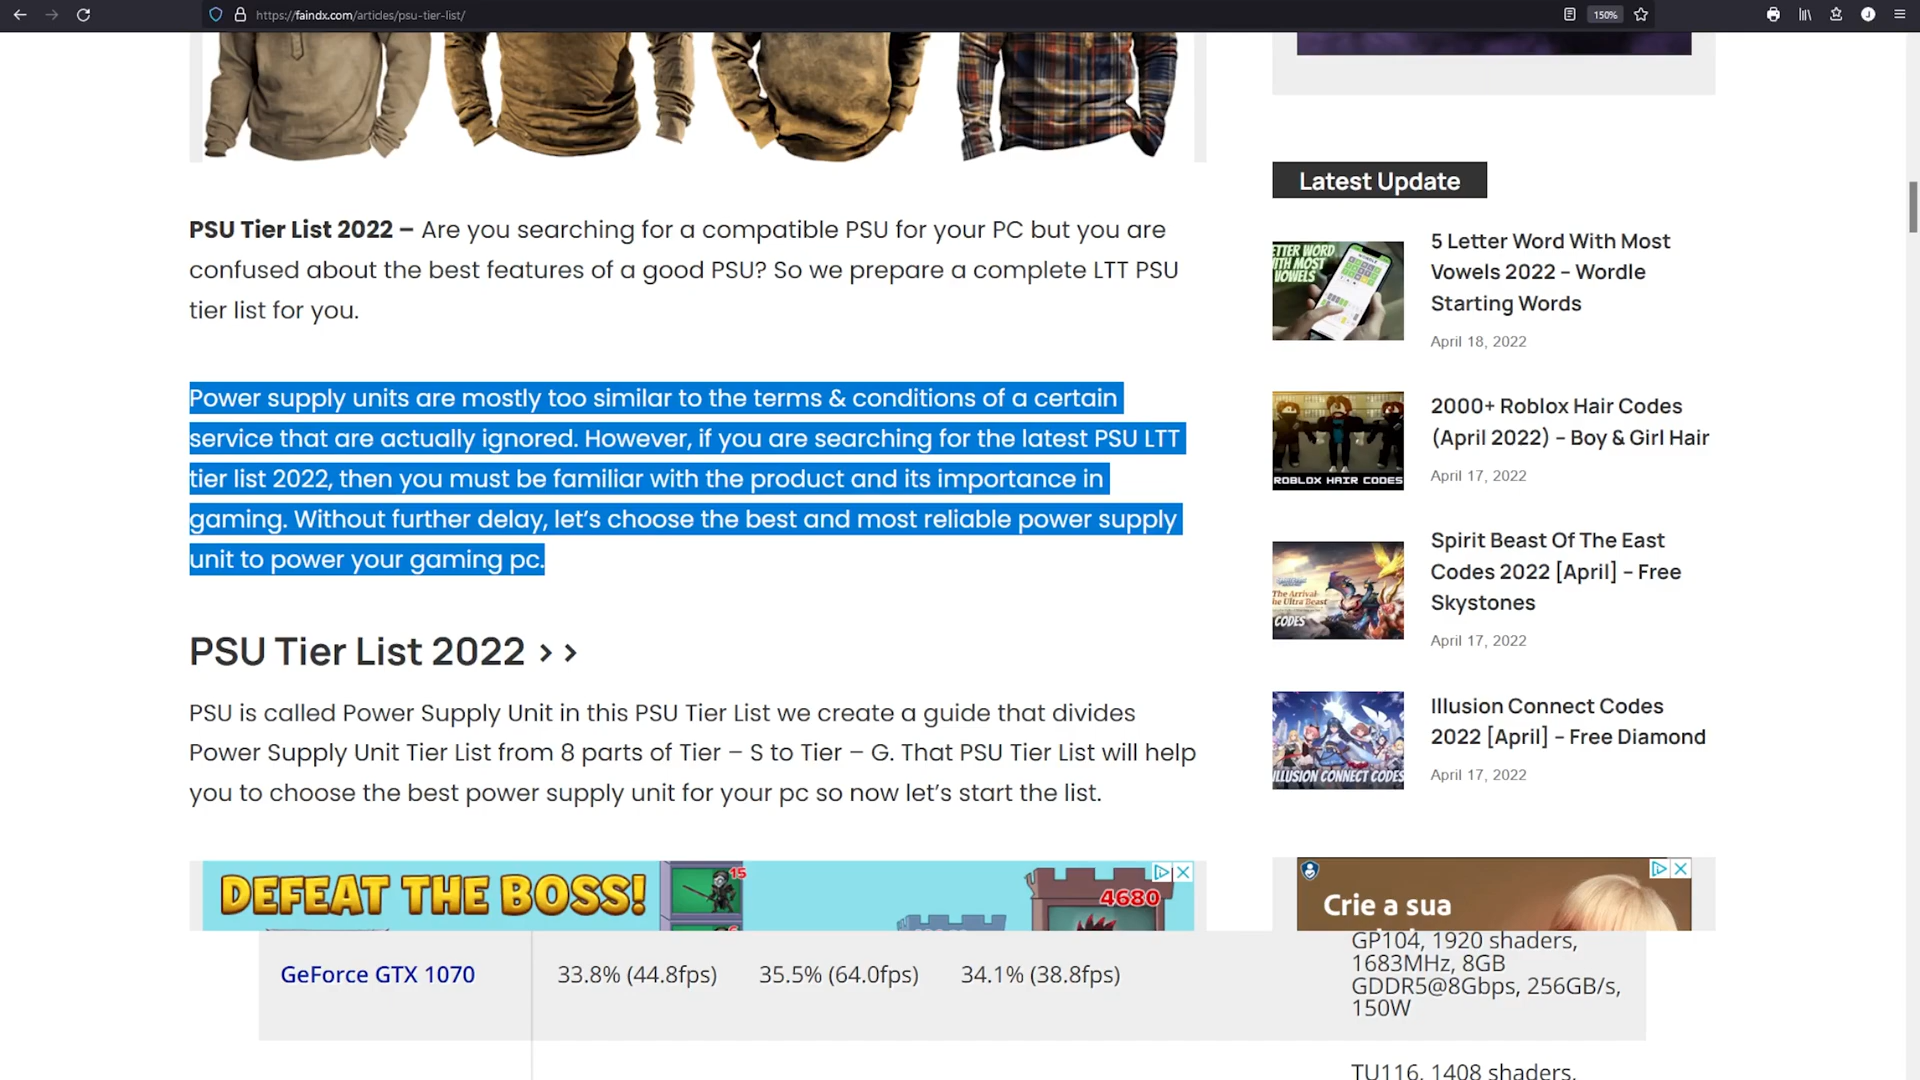 https://faindx.com/articles/psu-tier-list/
150%
J
PSU Tier List 2022 – Are you searching for a compatible PSU for your PC but you are
confused about the best features of a good PSU? So we prepare a complete LTT PSU
tier list for you.
Power supply units are mostly too similar to the terms & conditions of a certain
service that are actually ignored. However, if you are searching for the latest PSU LTT
tier list 2022, then you must be familiar with the product and its importance in
gaming. Without further delay, let's choose the best and most reliable power supply
unit to power your gaming pc.
PSU Tier List 2022 > >
PSU is called Power Supply Unit in this PSU Tier List we create a guide that divides
Power Supply Unit Tier List from 8 parts of Tier – S to Tier – G. That PSU Tier List will help
you to choose the best power supply unit for your pc so now let's start the list.
DEFEAT THE BOSS!
15
4680
GeForce GTX 1070
33.8% (44.8fps)
35.5% (64.0fps)
34.1% (38.8fps)
Latest Update
ETTER WORD
ITH MOST
VOWELS
5 Letter Word With Most
Vowels 2022 – Wordle
Starting Words
April 18, 2022
ROBLOX HAIR CODES
2000+ Roblox Hair Codes
(April 2022) – Boy & Girl Hair
April 17, 2022
The Arrival
he Ultra Beast
CODES
Spirit Beast Of The East
Codes 2022 [April] – Free
Skystones
April 17, 2022
ILLUSION CONNECT CODES
Illusion Connect Codes
2022 [April] – Free Diamond
April 17, 2022
Crie a sua
GP104, 1920 shaders,
1683MHz, 8GB
GDDR5@8Gbps, 256GB/s,
150W
TU116, 1408 shaders,